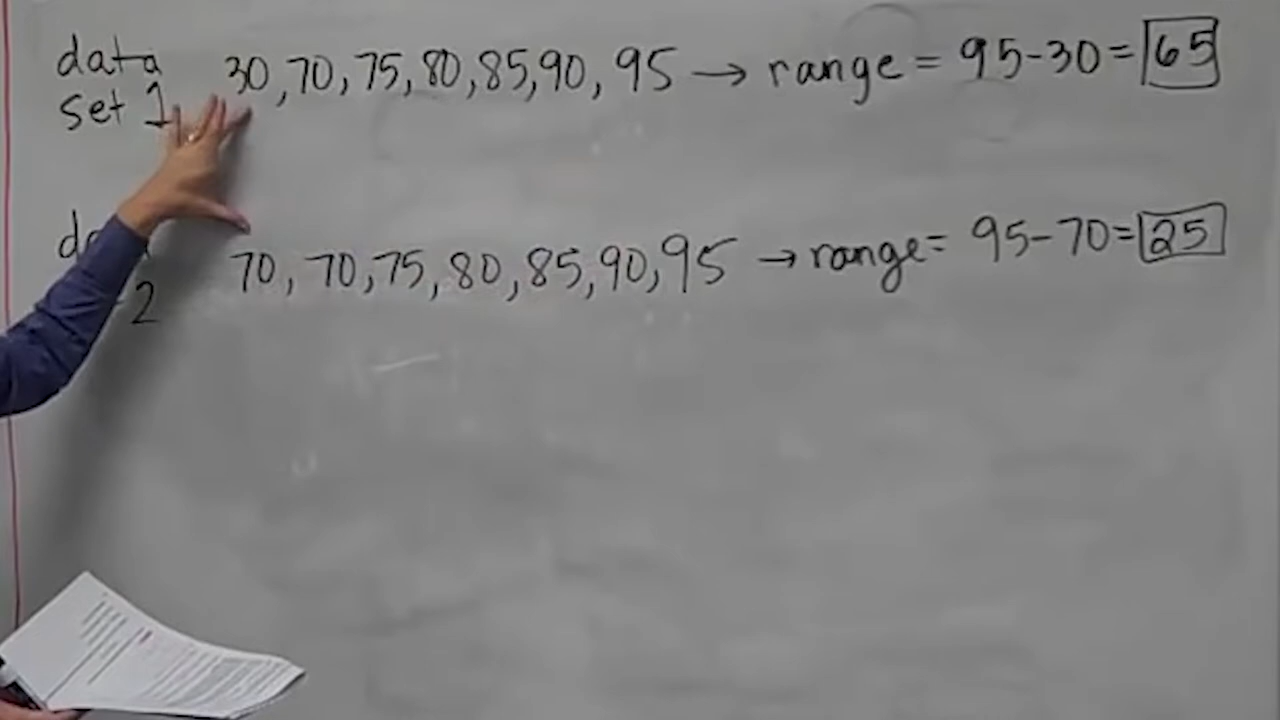 data 30, 70, 75, 80, 85, 90, 95 → range = 95-30= 65
set 1
70, 70, 75, 80, 85, 90, 95 → range= 95-70= 25
2